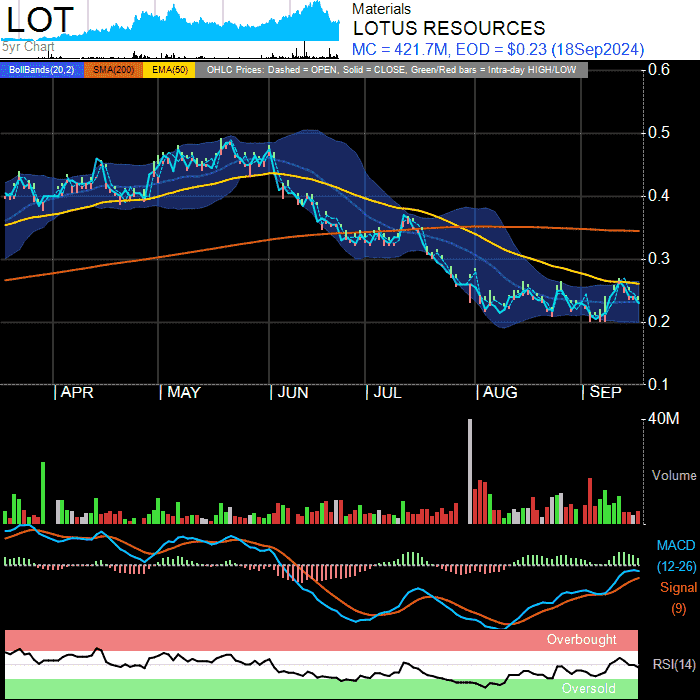 LOT
5yr Chart
Materials
LOTUS RESOURCES
MC = 421.7M, EOD = $0.23 (18Sep2024)
BollBands(20,2) SMA(200) EMA(50) OHLC Prices: Dashed = OPEN, Solid = CLOSE, Green/Red bars = Intra-day HIGH/LOW
0.6
0.5
0.4
0.3
0.2
0.1
APR MAY JUN JUL AUG SEP
40M
Volume
MACD
(12-26)
Signal
(9)
Overbought
RSI(14)
Oversold